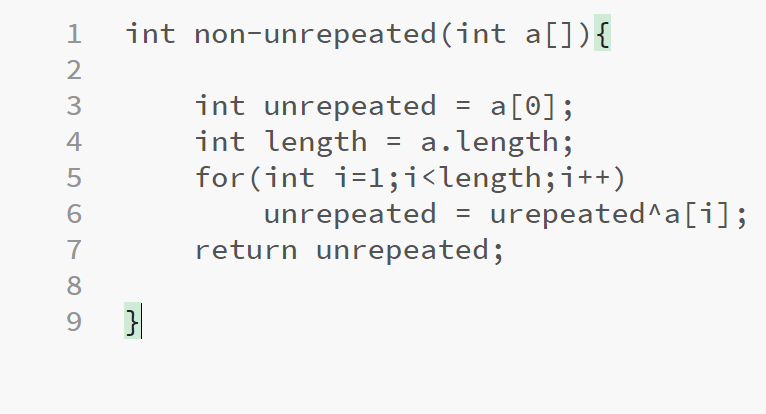 1 int non-unrepeated(int a[]){
2
3 int unrepeated = a[0];
4 int length = a.length;
5 for(int i=1;i<length;i++)
6 unrepeated = urepeated^a[i];
7 return unrepeated;
8
9 }